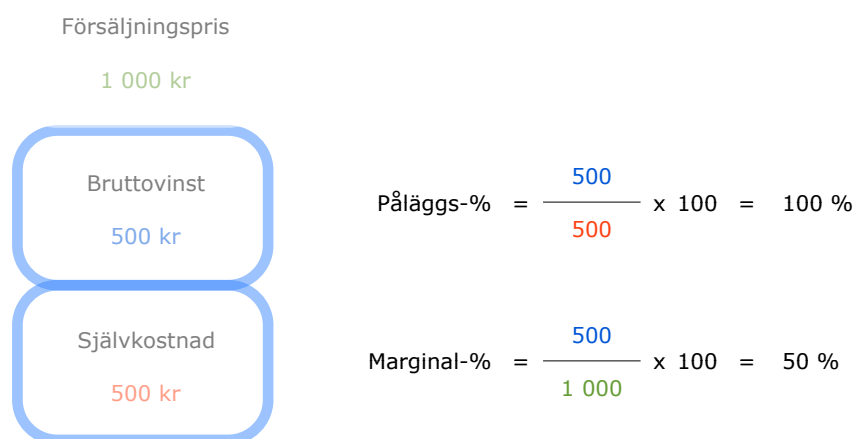 Försäljningspris
1 000 kr
Bruttovinst
500 kr
Självkostnad
500 kr
500
Påläggs-% = x 100 = 100 %
500
500
Marginal-% = x 100 = 50 %
1 000